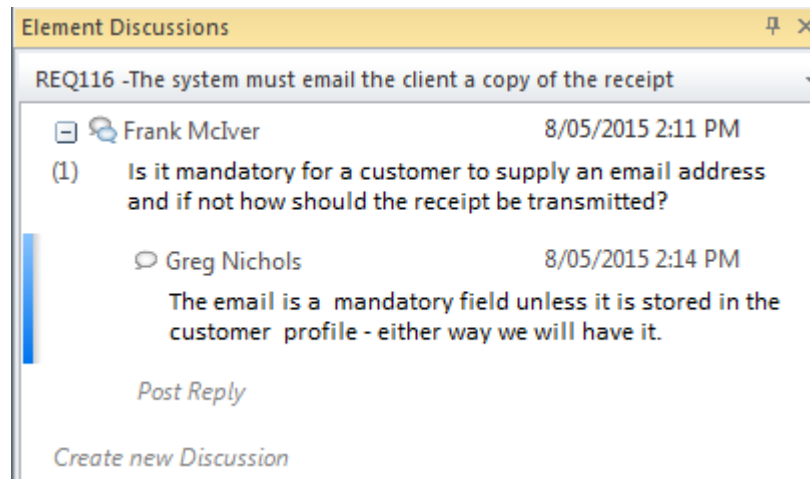 Element Discussions
REQ116 -The system must email the client a copy of the receipt
Frank McIver 8/05/2015 2:11 PM
(1) Is it mandatory for a customer to supply an email address
and if not how should the receipt be transmitted?
Greg Nichols 8/05/2015 2:14 PM
The email is a  mandatory field unless it is stored in the
customer  profile - either way we will have it.
Post Reply
Create new Discussion